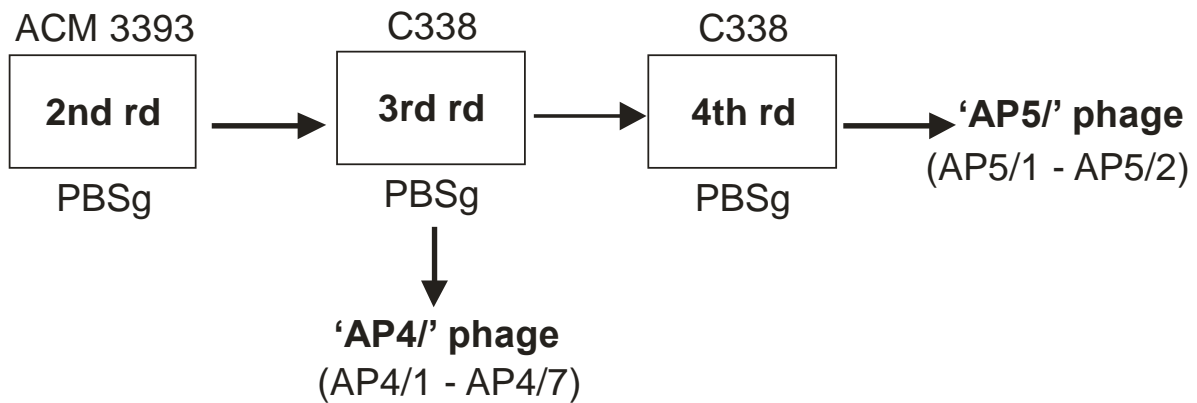 ACM 3393
C338
C338
2nd rd
3rd rd
4th rd
‘AP5/’ phage
(AP5/1 - AP5/2)
PBSg
PBSg
PBSg
‘AP4/’ phage
(AP4/1 - AP4/7)